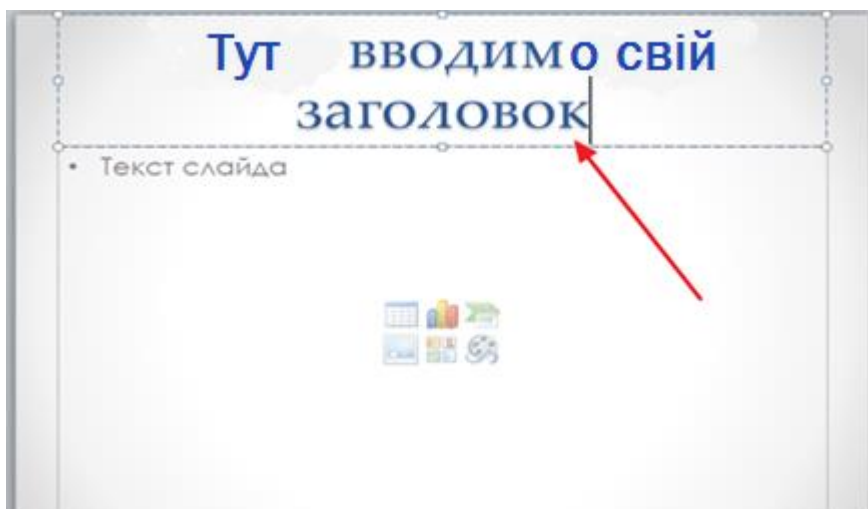 Тут вводимо свій
заголовок
• Текст слайда